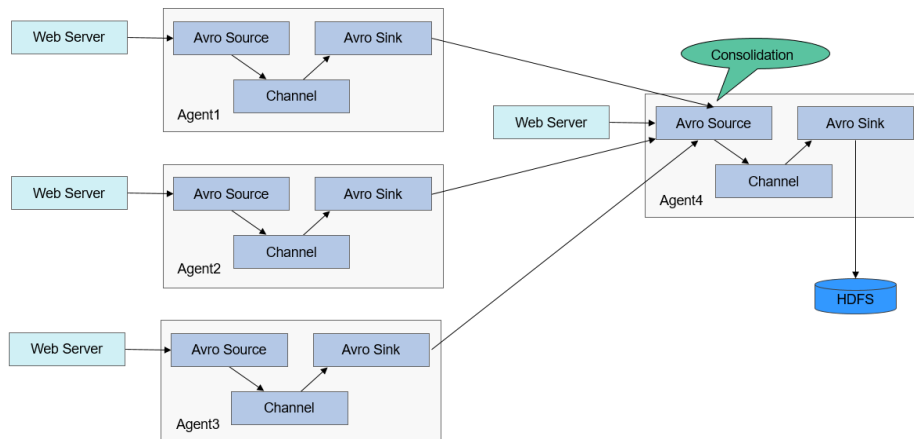 Web Server
Avro Source
Avro Sink
Channel
Agent1
Consolidation
Web Server
Avro Source
Avro Sink
Channel
Agent4
Web Server
Avro Source
Avro Sink
Channel
Agent2
HDFS
Web Server
Avro Source
Avro Sink
Channel
Agent3